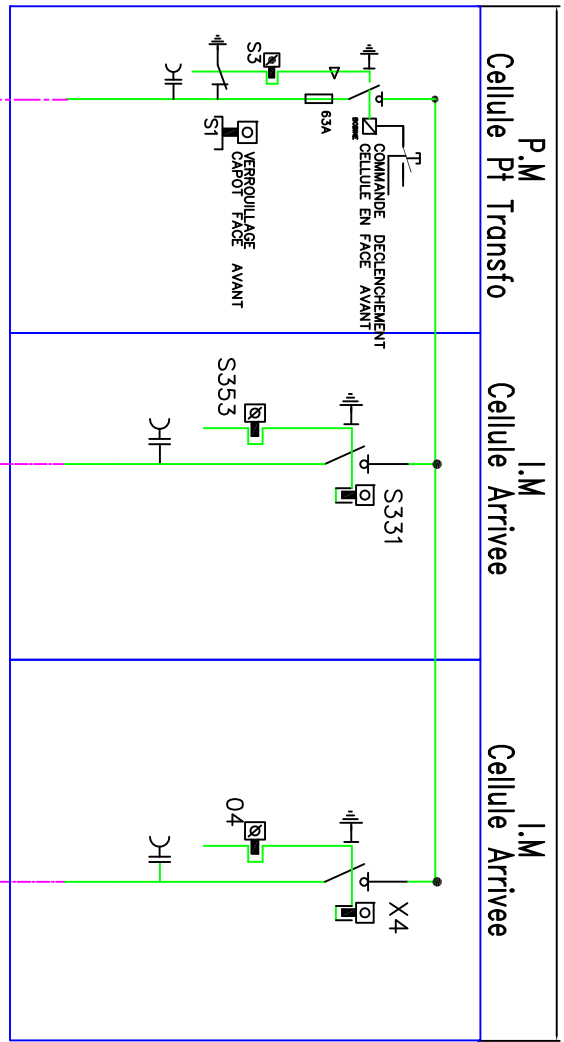 P.M
Cellule Pt Transfo
I.M
Cellule Arrivee
I.M
Cellule Arrivee
COMMANDE DECLENCHEMENT
CELLULE EN FACE AVANT
BOBINE
63A
S3
S1
VERROUILLAGE
CAPOT FACE AVANT
S331
S353
X4
04